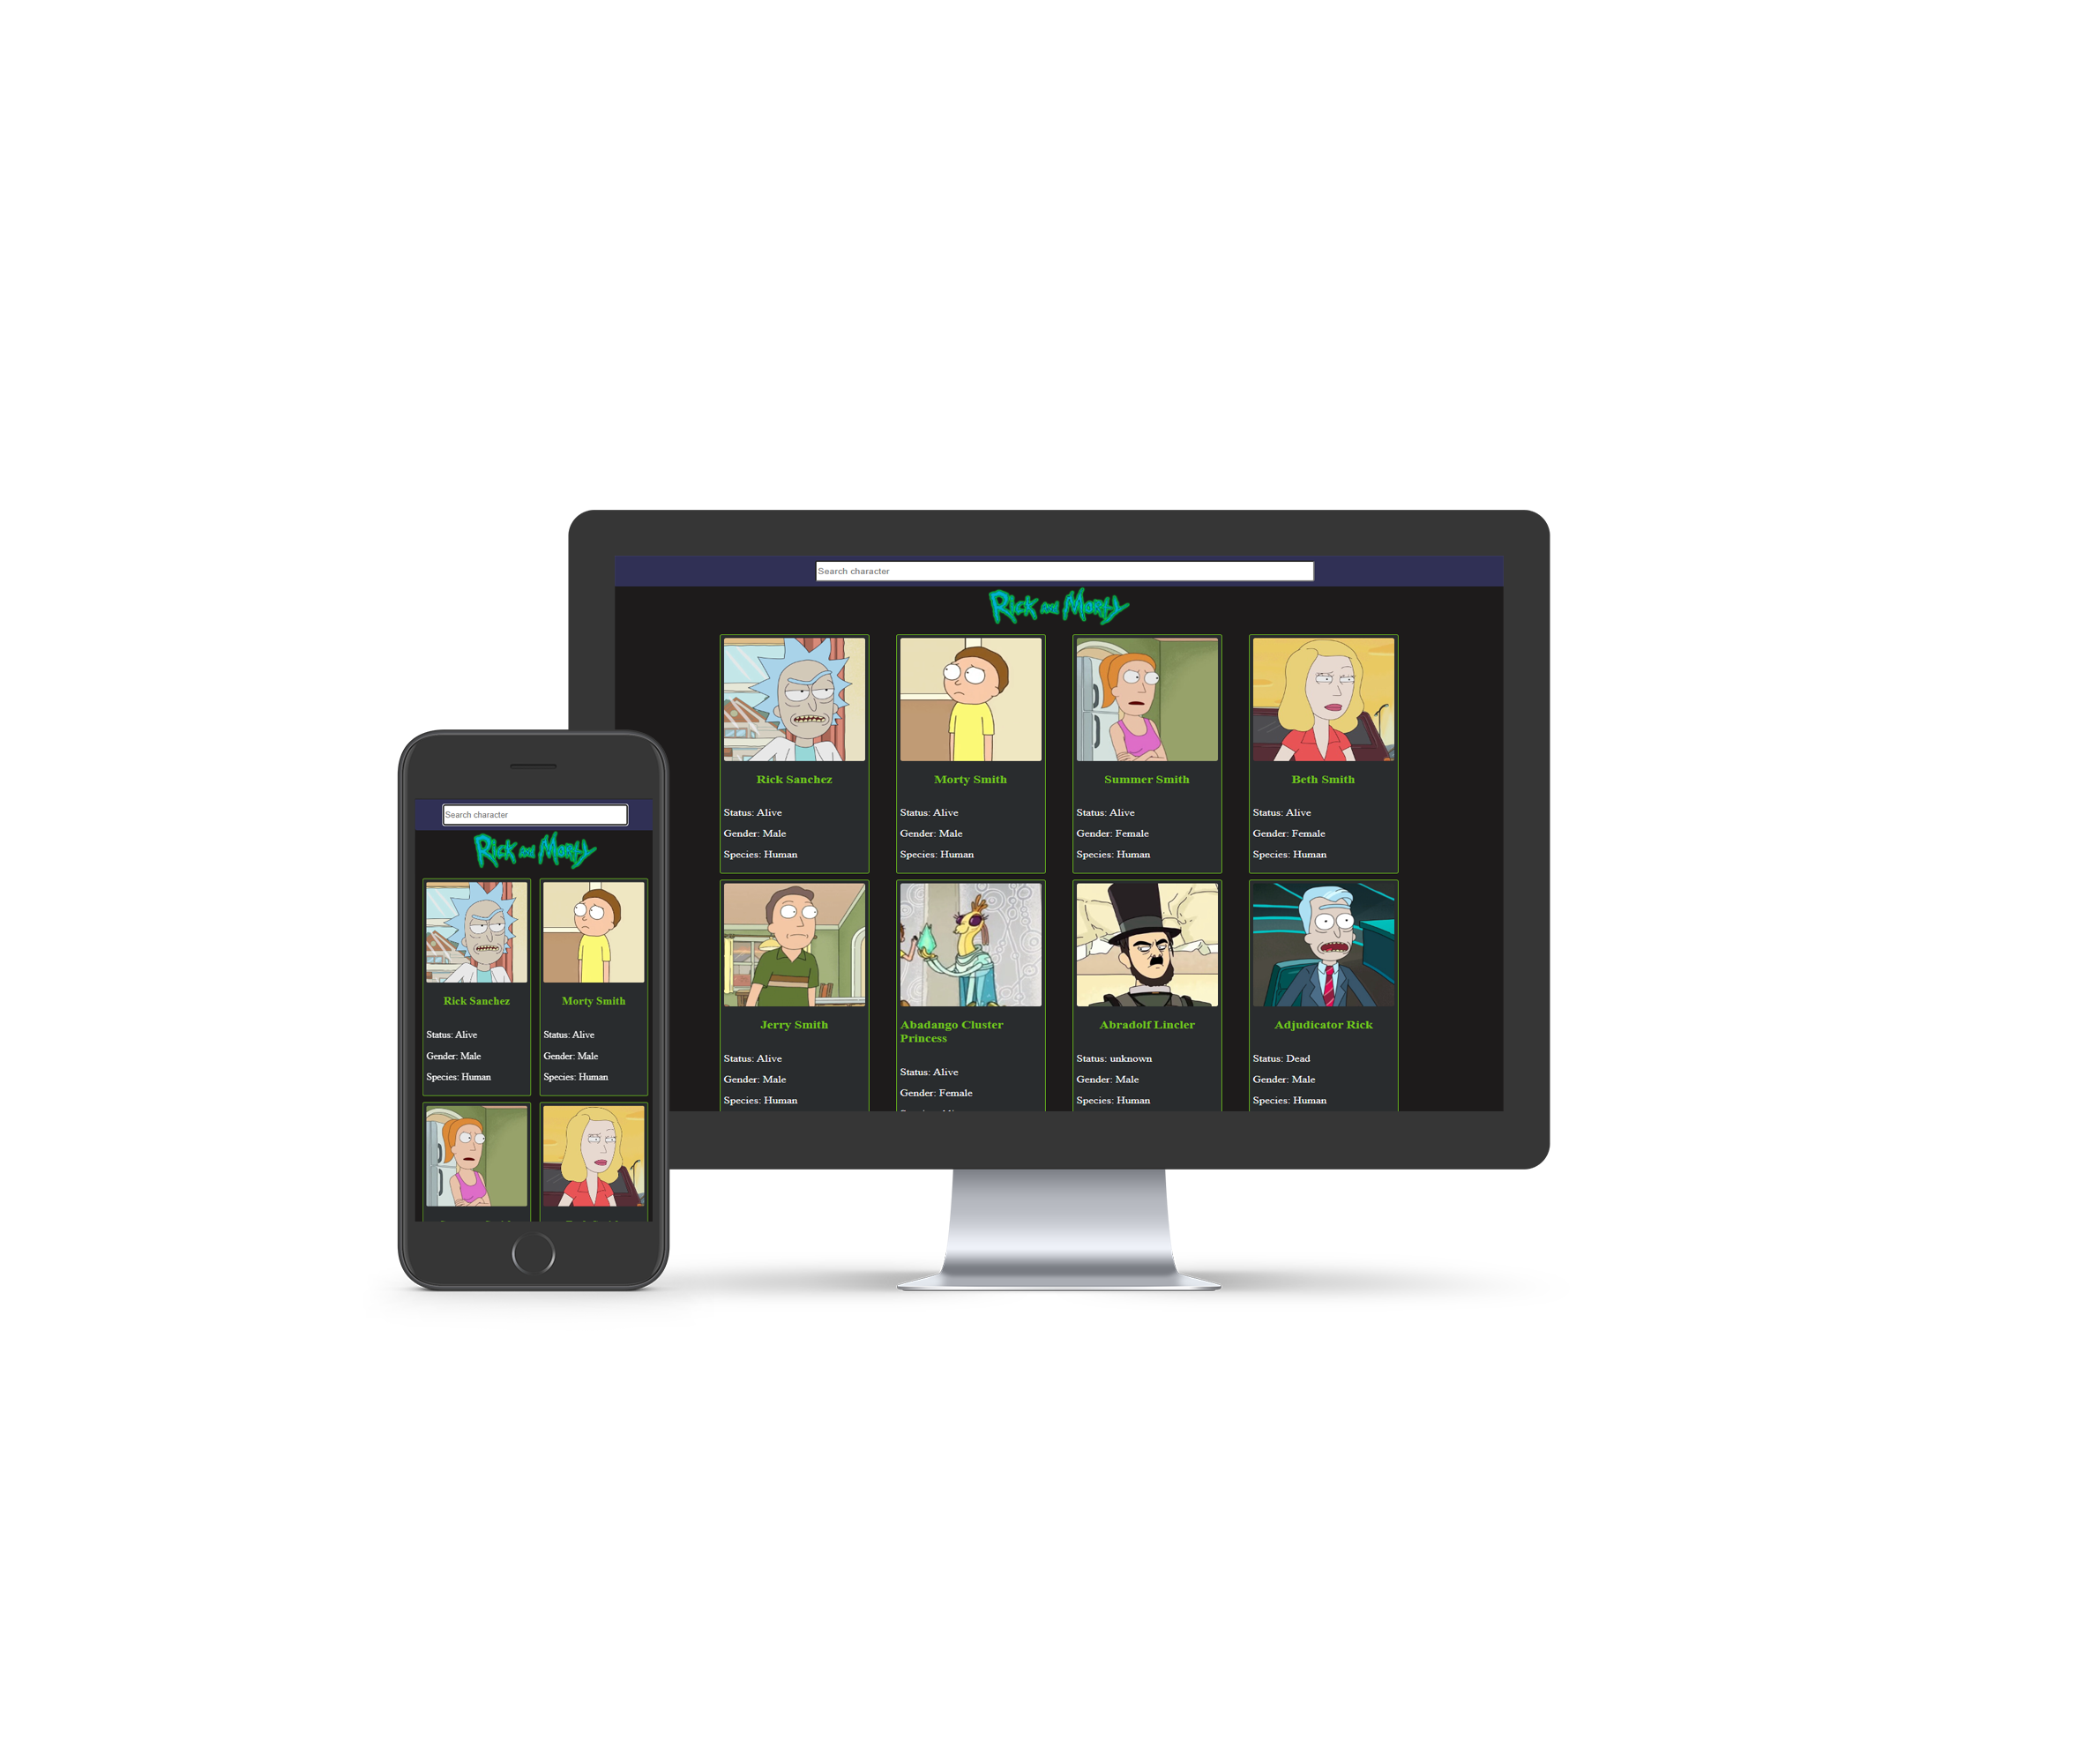 Search character
Rick and Morty
Rick Sanchez
Status: Alive
Gender: Male
Species: Human
Morty Smith
Status: Alive
Gender: Male
Species: Human
Summer Smith
Status: Alive
Gender: Female
Species: Human
Beth Smith
Status: Alive
Gender: Female
Species: Human
Jerry Smith
Status: Alive
Gender: Male
Species: Human
Abadango Cluster
Princess
Status: Alive
Gender: Female
Abradolf Lincler
Status: unknown
Gender: Male
Species: Human
Adjudicator Rick
Status: Dead
Gender: Male
Species: Human
Search character
Rick and Morty
Rick Sanchez
Status: Alive
Gender: Male
Species: Human
Morty Smith
Status: Alive
Gender: Male
Species: Human